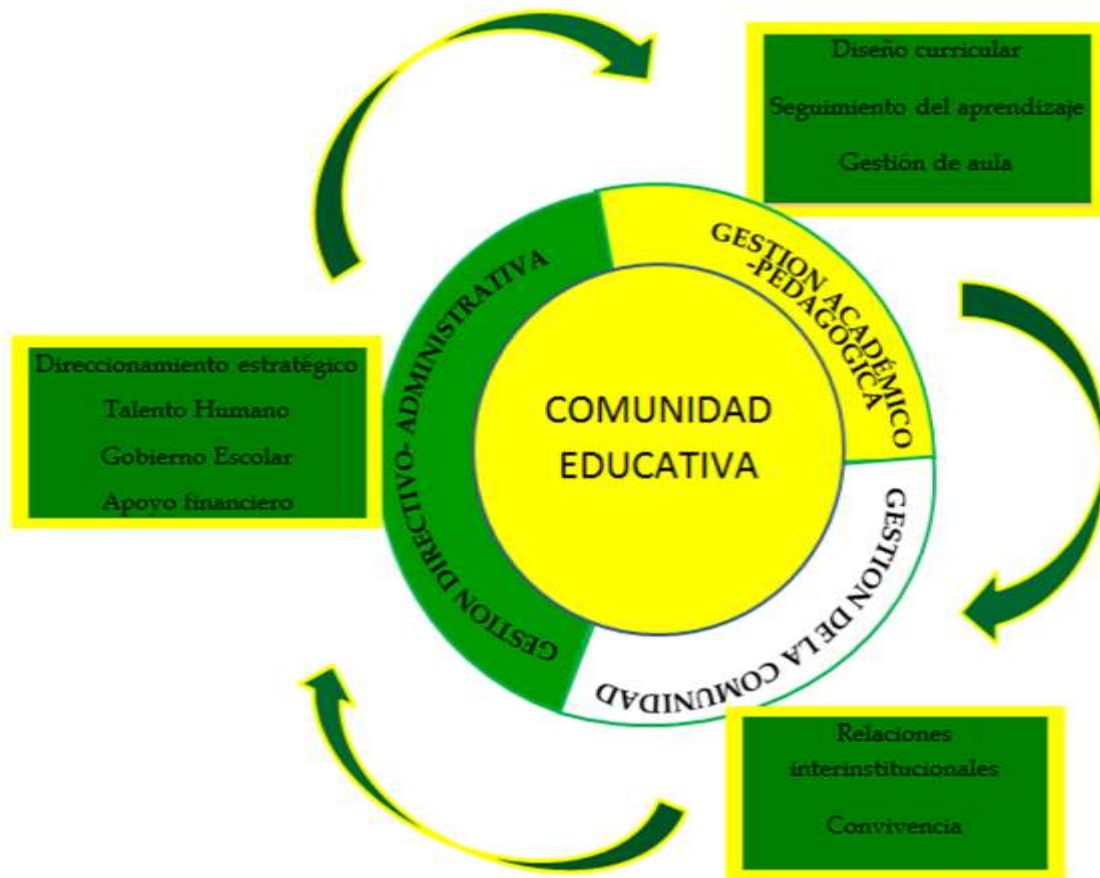 Diseño curricular
Seguimiento del aprendizaje
Gestión de aula
GESTION ACADÉMICO
-PEDAGÓGICA
GESTION DIRECTIVO- ADMINISTRATIVA
Direccionamiento estratégico
Talento Humano
Gobierno Escolar
Apoyo financiero
COMUNIDAD
EDUCATIVA
GESTION DE LA COMUNIDAD
Relaciones
interinstitucionales
Convivencia